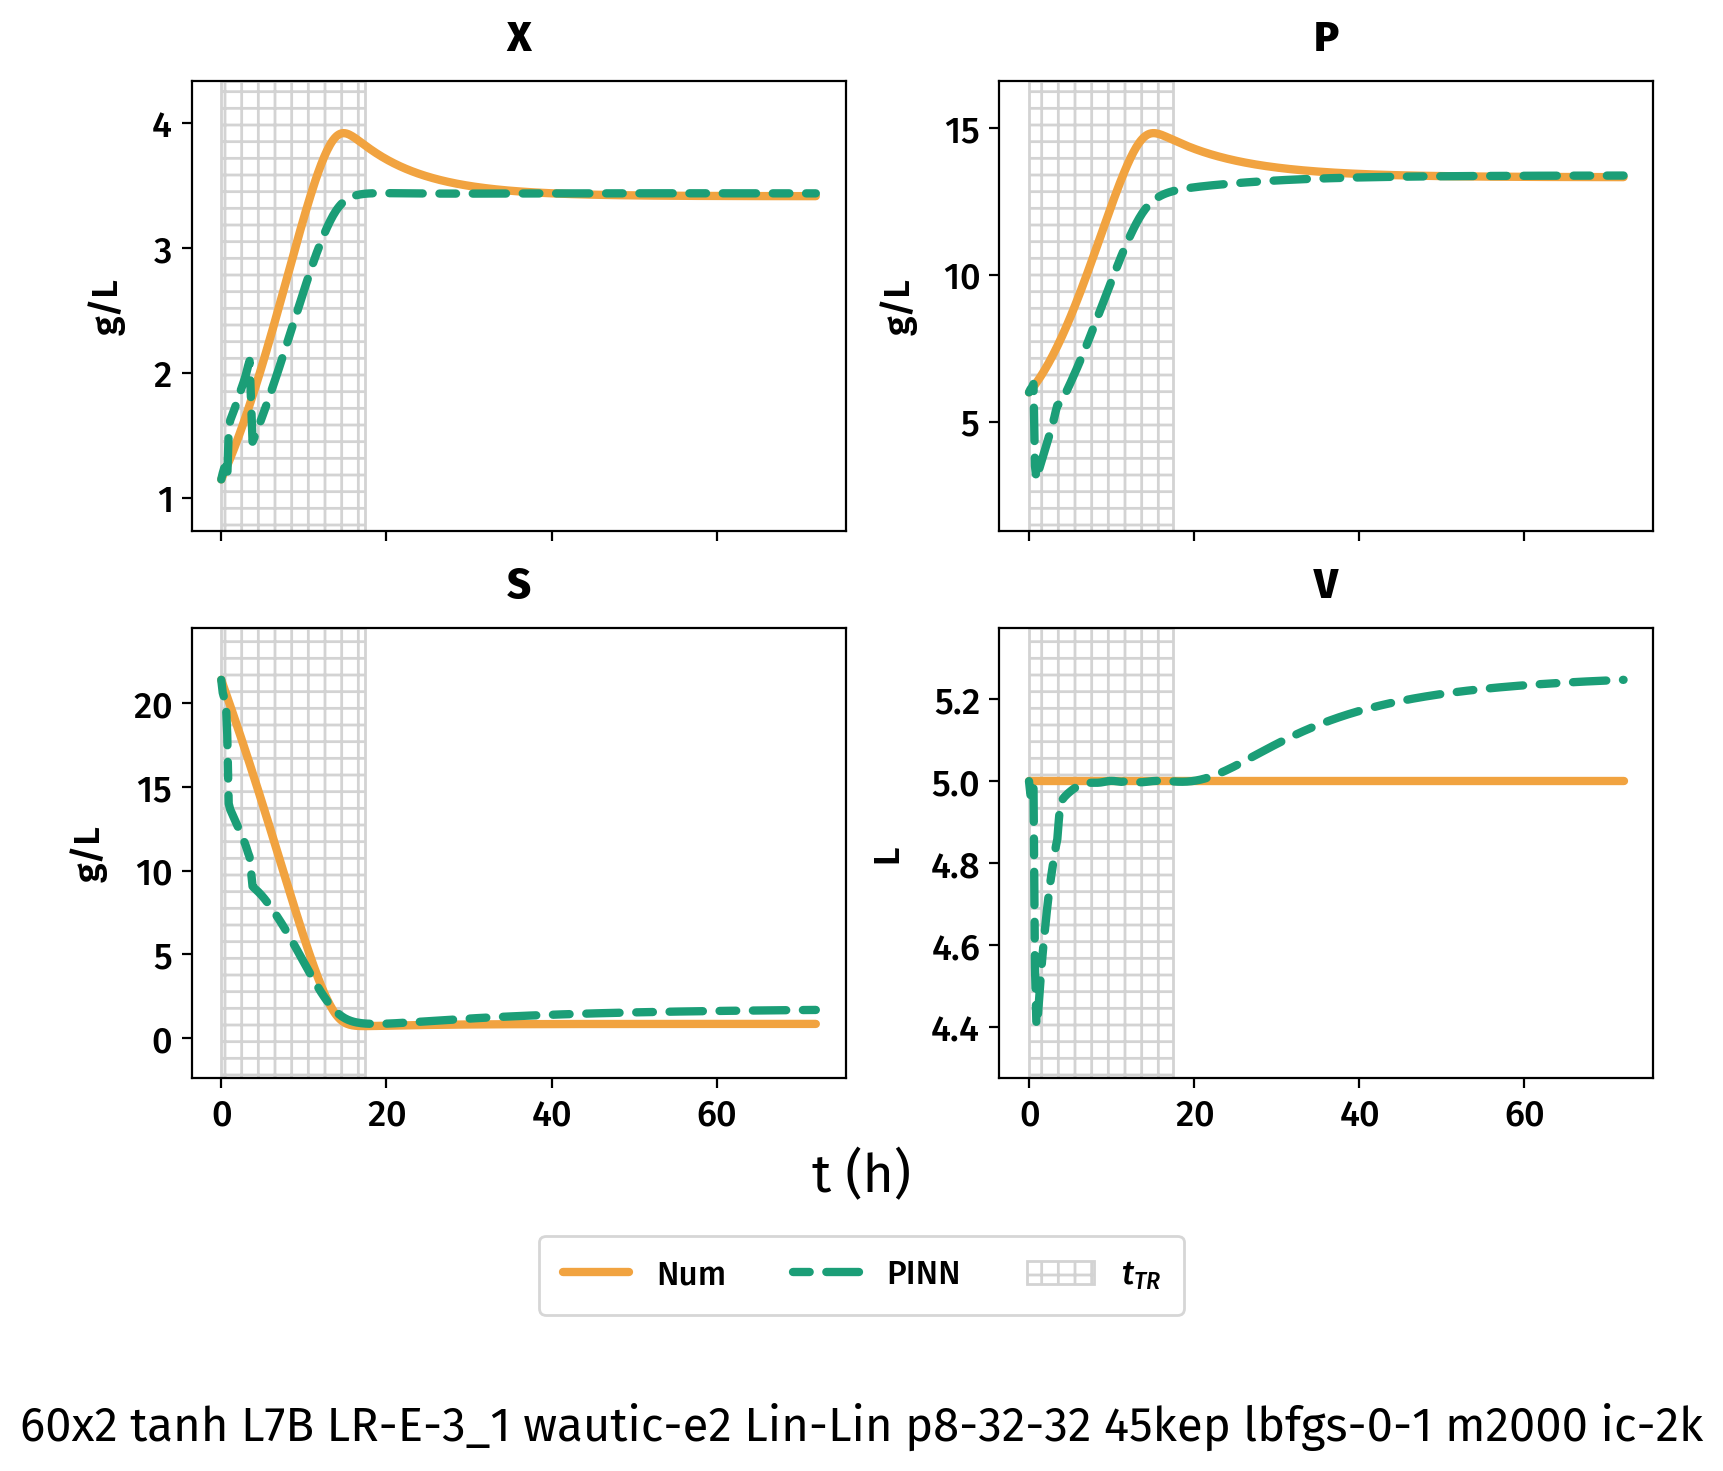 X
P
4
3
2
1
g/L
15
10
5
g/L
S
V
20
15
10
5
0
g/L
5.2
5.0
4.8
4.6
4.4
L
0 20 40 60
0 20 40 60
t (h)
Num PINN tTR
60x2 tanh L7B LR-E-3_1 wautic-e2 Lin-Lin p8-32-32 45kep lbfgs-0-1 m2000 ic-2k